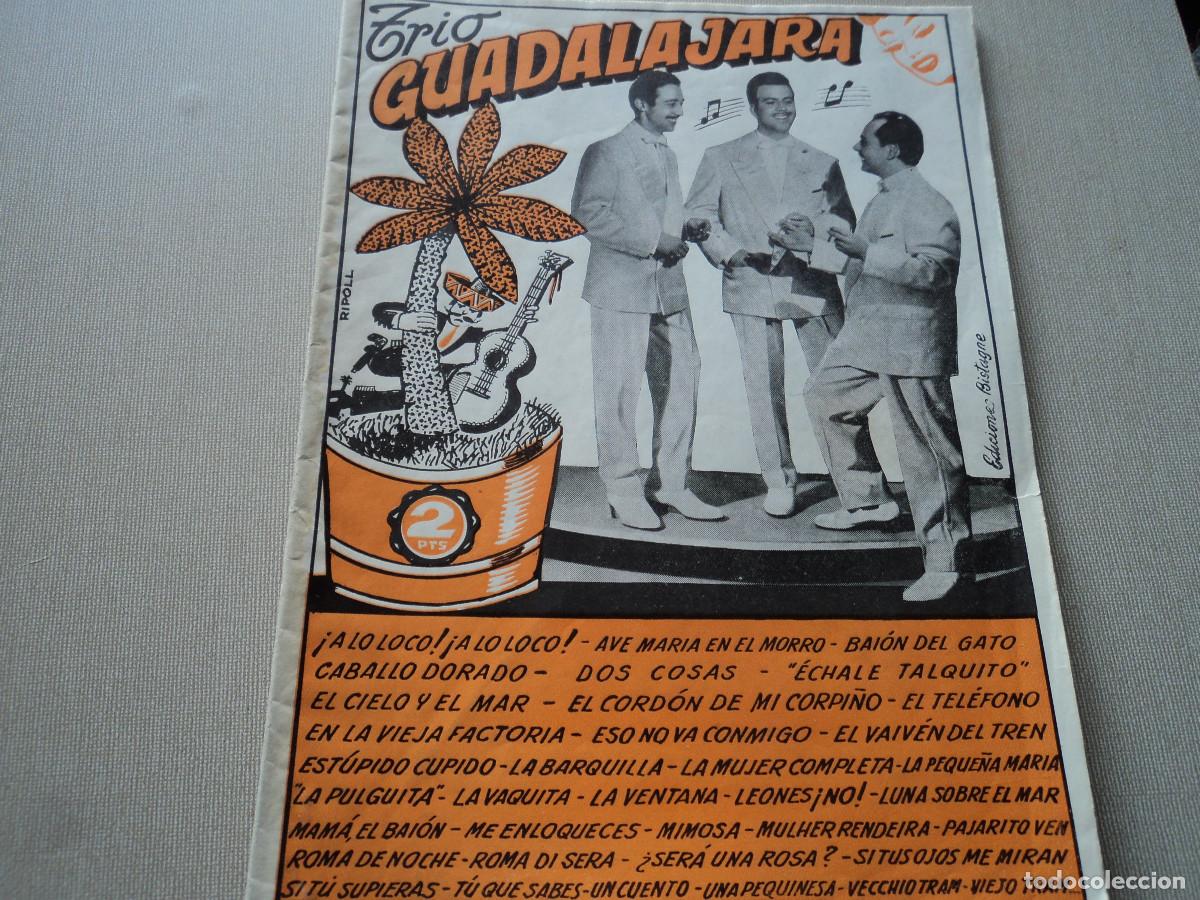 Trio
GUADALAJARA
RIPOLL
Ediciones Bistagne
2
PTS
¡A LO LOCO! ¡A LO LOCO! - AVE MARIA EN EL MORRO - BAIÓN DEL GATO
CABALLO DORADO - DOS COSAS - "ÉCHALE TALQUITO"
EL CIELO Y EL MAR - EL CORDÓN DE MI CORPIÑO - EL TELÉFONO
EN LA VIEJA FACTORIA - ESO NO VA CONMIGO - EL VAIVÉN DEL TREN
ESTÚPIDO CUPIDO - LA BARQUILLA - LA MUJER COMPLETA - LA PEQUEÑA MARIA
"LA PULGUITA" - LA VAQUITA - LA VENTANA - LEONES ¡NO! - LUNA SOBRE EL MAR
MAMÁ, EL BAIÓN - ME ENLOQUECES - MIMOSA - MULHER RENDEIRA - PAJARITO VEN
ROMA DE NOCHE - ROMA DI SERA - ¿SERÁ UNA ROSA? - SI TUS OJOS ME MIRAN
SI TÚ SUPIERAS - TÚ QUE SABES - UN CUENTO - UNA PEQUINESA - VECCHIO TRAM - VIEJO
todocoleccion